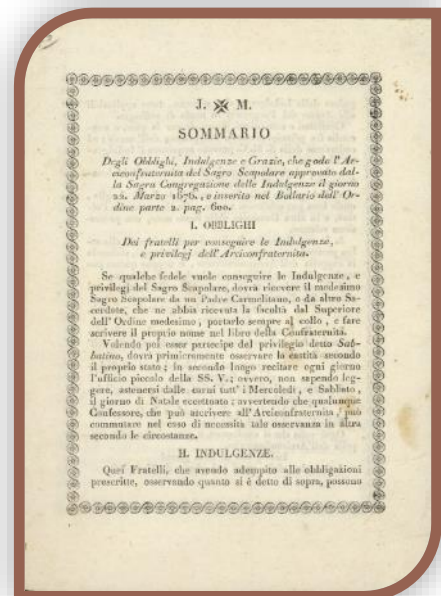 J. ✠ M.
SOMMARIO
Degli Obblighi, Indulgenze e Grazie, che gode l'Ar-
ciconfraternita del Sagro Scapolare approvato dal-
la Sagra Congregazione delle Indulgenze il giorno
22. Marzo 1678., e inserito nel Bollario dell' Or-
dine parte 2. pag. 600.
I. OBBLIGHI
Dei fratelli per conseguire le Indulgenze,
e privilegj dell' Arciconfraternita.
Se qualche fedele vuole conseguire le Indulgenze, e
privilegj del Sagro Scapolare, dovrà ricevere il medesimo
Sagro Scapolare da un Padre Carmelitano, o da altro Sa-
cerdote, che ne abbia ricevuta la facoltà dal Superiore
dell' Ordine medesimo, portarlo sempre al collo, e fare
scrivere il proprio nome nel libro della Confraternità.
Volendo poi esser partecipe del privilegio detto Sab-
batino, dovrà primieramente osservare la castità secondo
il proprio stato; in secondo luogo recitare ogni giorno
l'uffizio piccolo della SS. V.; ovvero, non sapendo leg-
gere, astenersi dalle carni tutt' i Mercoledì, e Sabbato,
il giorno di Natale eccettuato; avvertendo che qualunque
Confessore, che può ascrivere all' Arciconfraternita, può
commutare nel caso di necessità tale osservanza in altra
secondo le circostanze.
II. INDULGENZE.
Quei Fratelli, che avendo adempito alle obbligazioni
prescritte, osservando quanto si è detto di sopra, possono